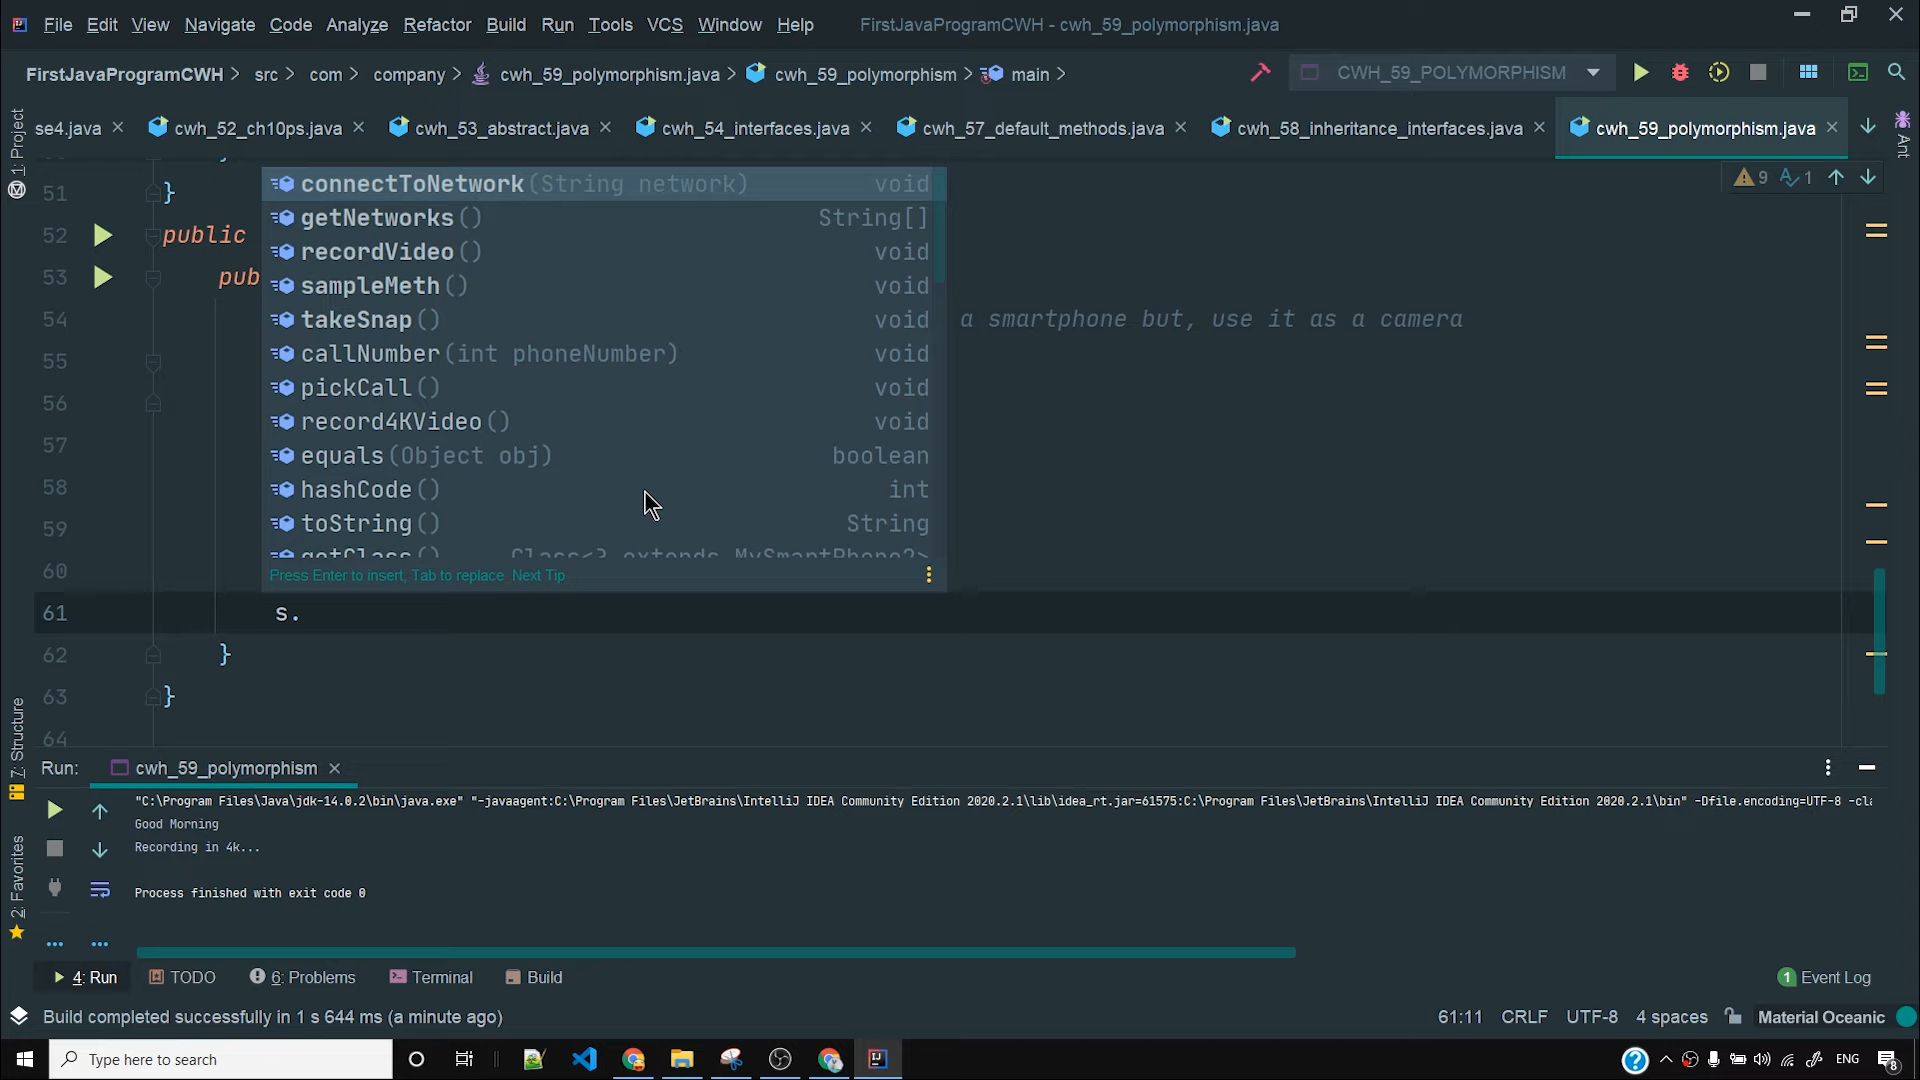 File Edit View Navigate Code Analyze Refactor Build Run Tools VCS Window Help FirstJavaProgramCWH - cwh_59_polymorphism.java
FirstJavaProgramCWH src com company cwh_59_polymorphism.java cwh_59_polymorphism main CWH_59_POLYMORPHISM
se4.java cwh_52_ch10ps.java cwh_53_abstract.java cwh_54_interfaces.java cwh_57_default_methods.java cwh_58_inheritance_interfaces.java cwh_59_polymorphism.java
1: Project
Ant
9 1
51 }
52 public
53 pub
54 a smartphone but, use it as a camera
55
56
57
58
59
60
connectToNetwork(String network) void
getNetworks() String[]
recordVideo() void
sampleMeth() void
takeSnap() void
callNumber(int phoneNumber) void
pickCall() void
record4KVideo() void
equals(Object obj) boolean
hashCode() int
toString() String
getClass() Class<? extends MySmartPhone2>
Press Enter to insert, Tab to replace Next Tip
61 s.
62 }
63 }
64
7: Structure
2: Favorites
Run: cwh_59_polymorphism
"C:\Program Files\Java\jdk-14.0.2\bin\java.exe" "-javaagent:C:\Program Files\JetBrains\IntelliJ IDEA Community Edition 2020.2.1\lib\idea_rt.jar=61575:C:\Program Files\JetBrains\IntelliJ IDEA Community Edition 2020.2.1\bin" -Dfile.encoding=UTF-8 -cla
Good Morning
Recording in 4k...
Process finished with exit code 0
4: Run TODO 6: Problems Terminal Build 1 Event Log
Build completed successfully in 1 s 644 ms (a minute ago) 61:11 CRLF UTF-8 4 spaces Material Oceanic
Type here to search ENG 8